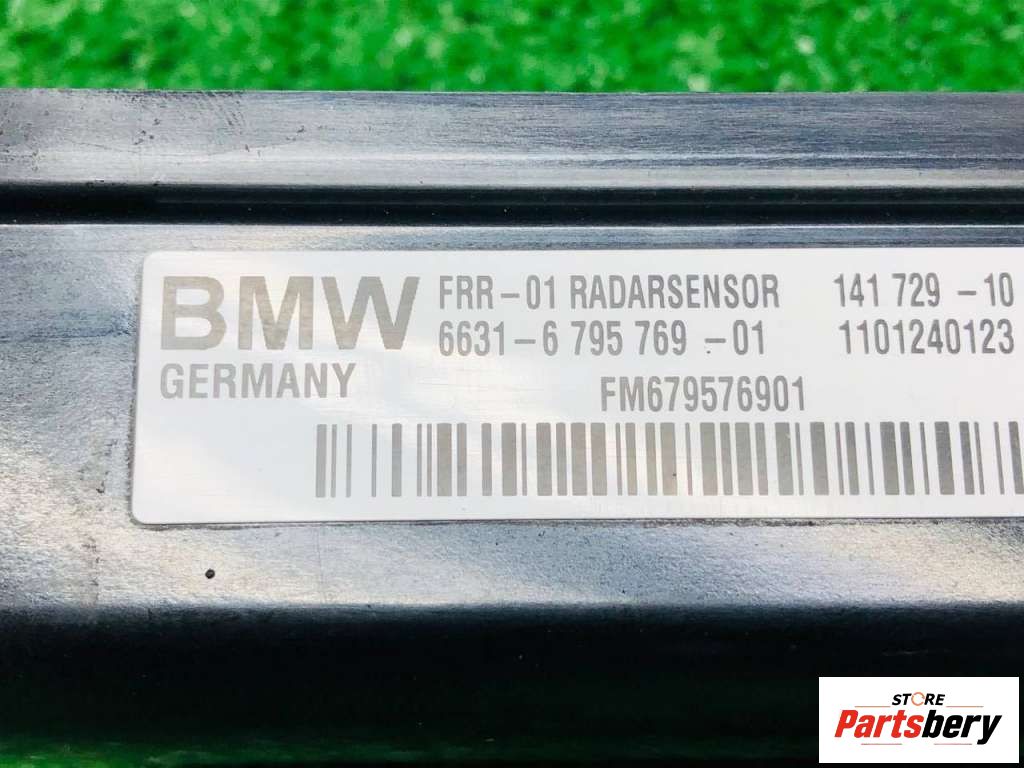 BMW FRR-01 RADARSENSOR 141 729-10
6631-6 795 769 -01 1101240123
GERMANY FM679576901
STORE
Partsbery